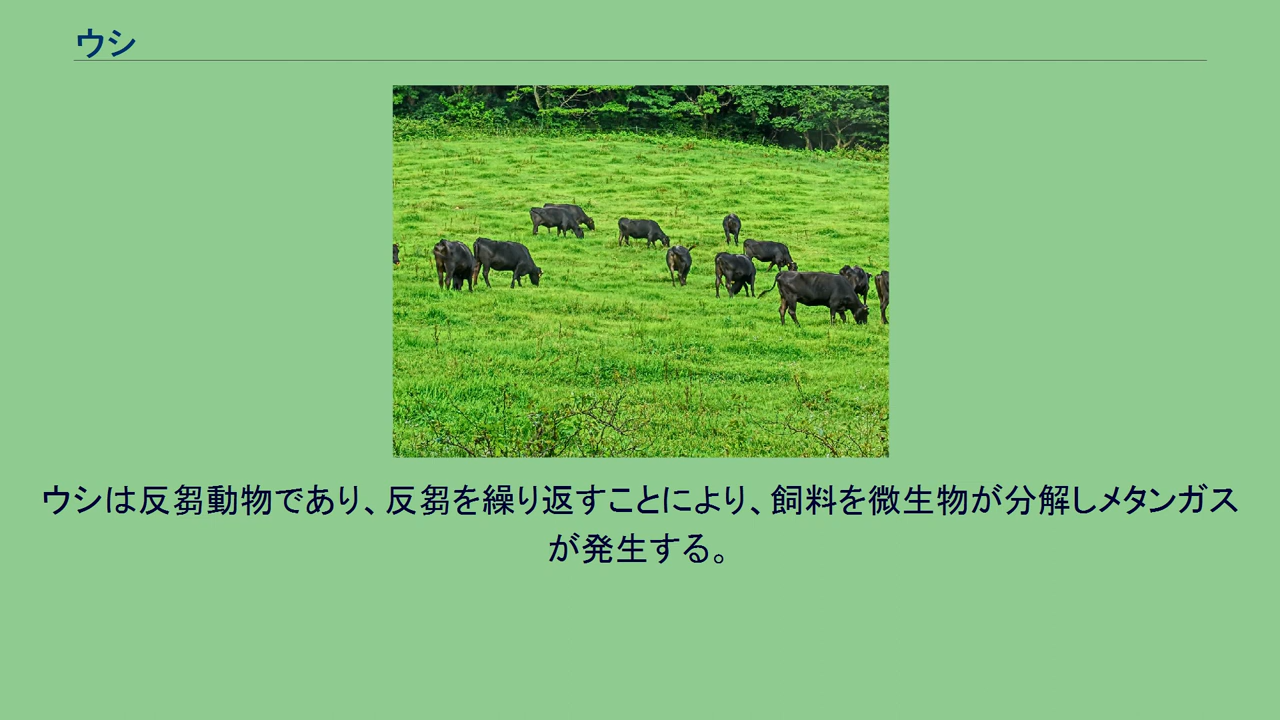 ウシ
ウシは反芻動物であり、反芻を繰り返すことにより、飼料を微生物が分解しメタンガス
が発生する。